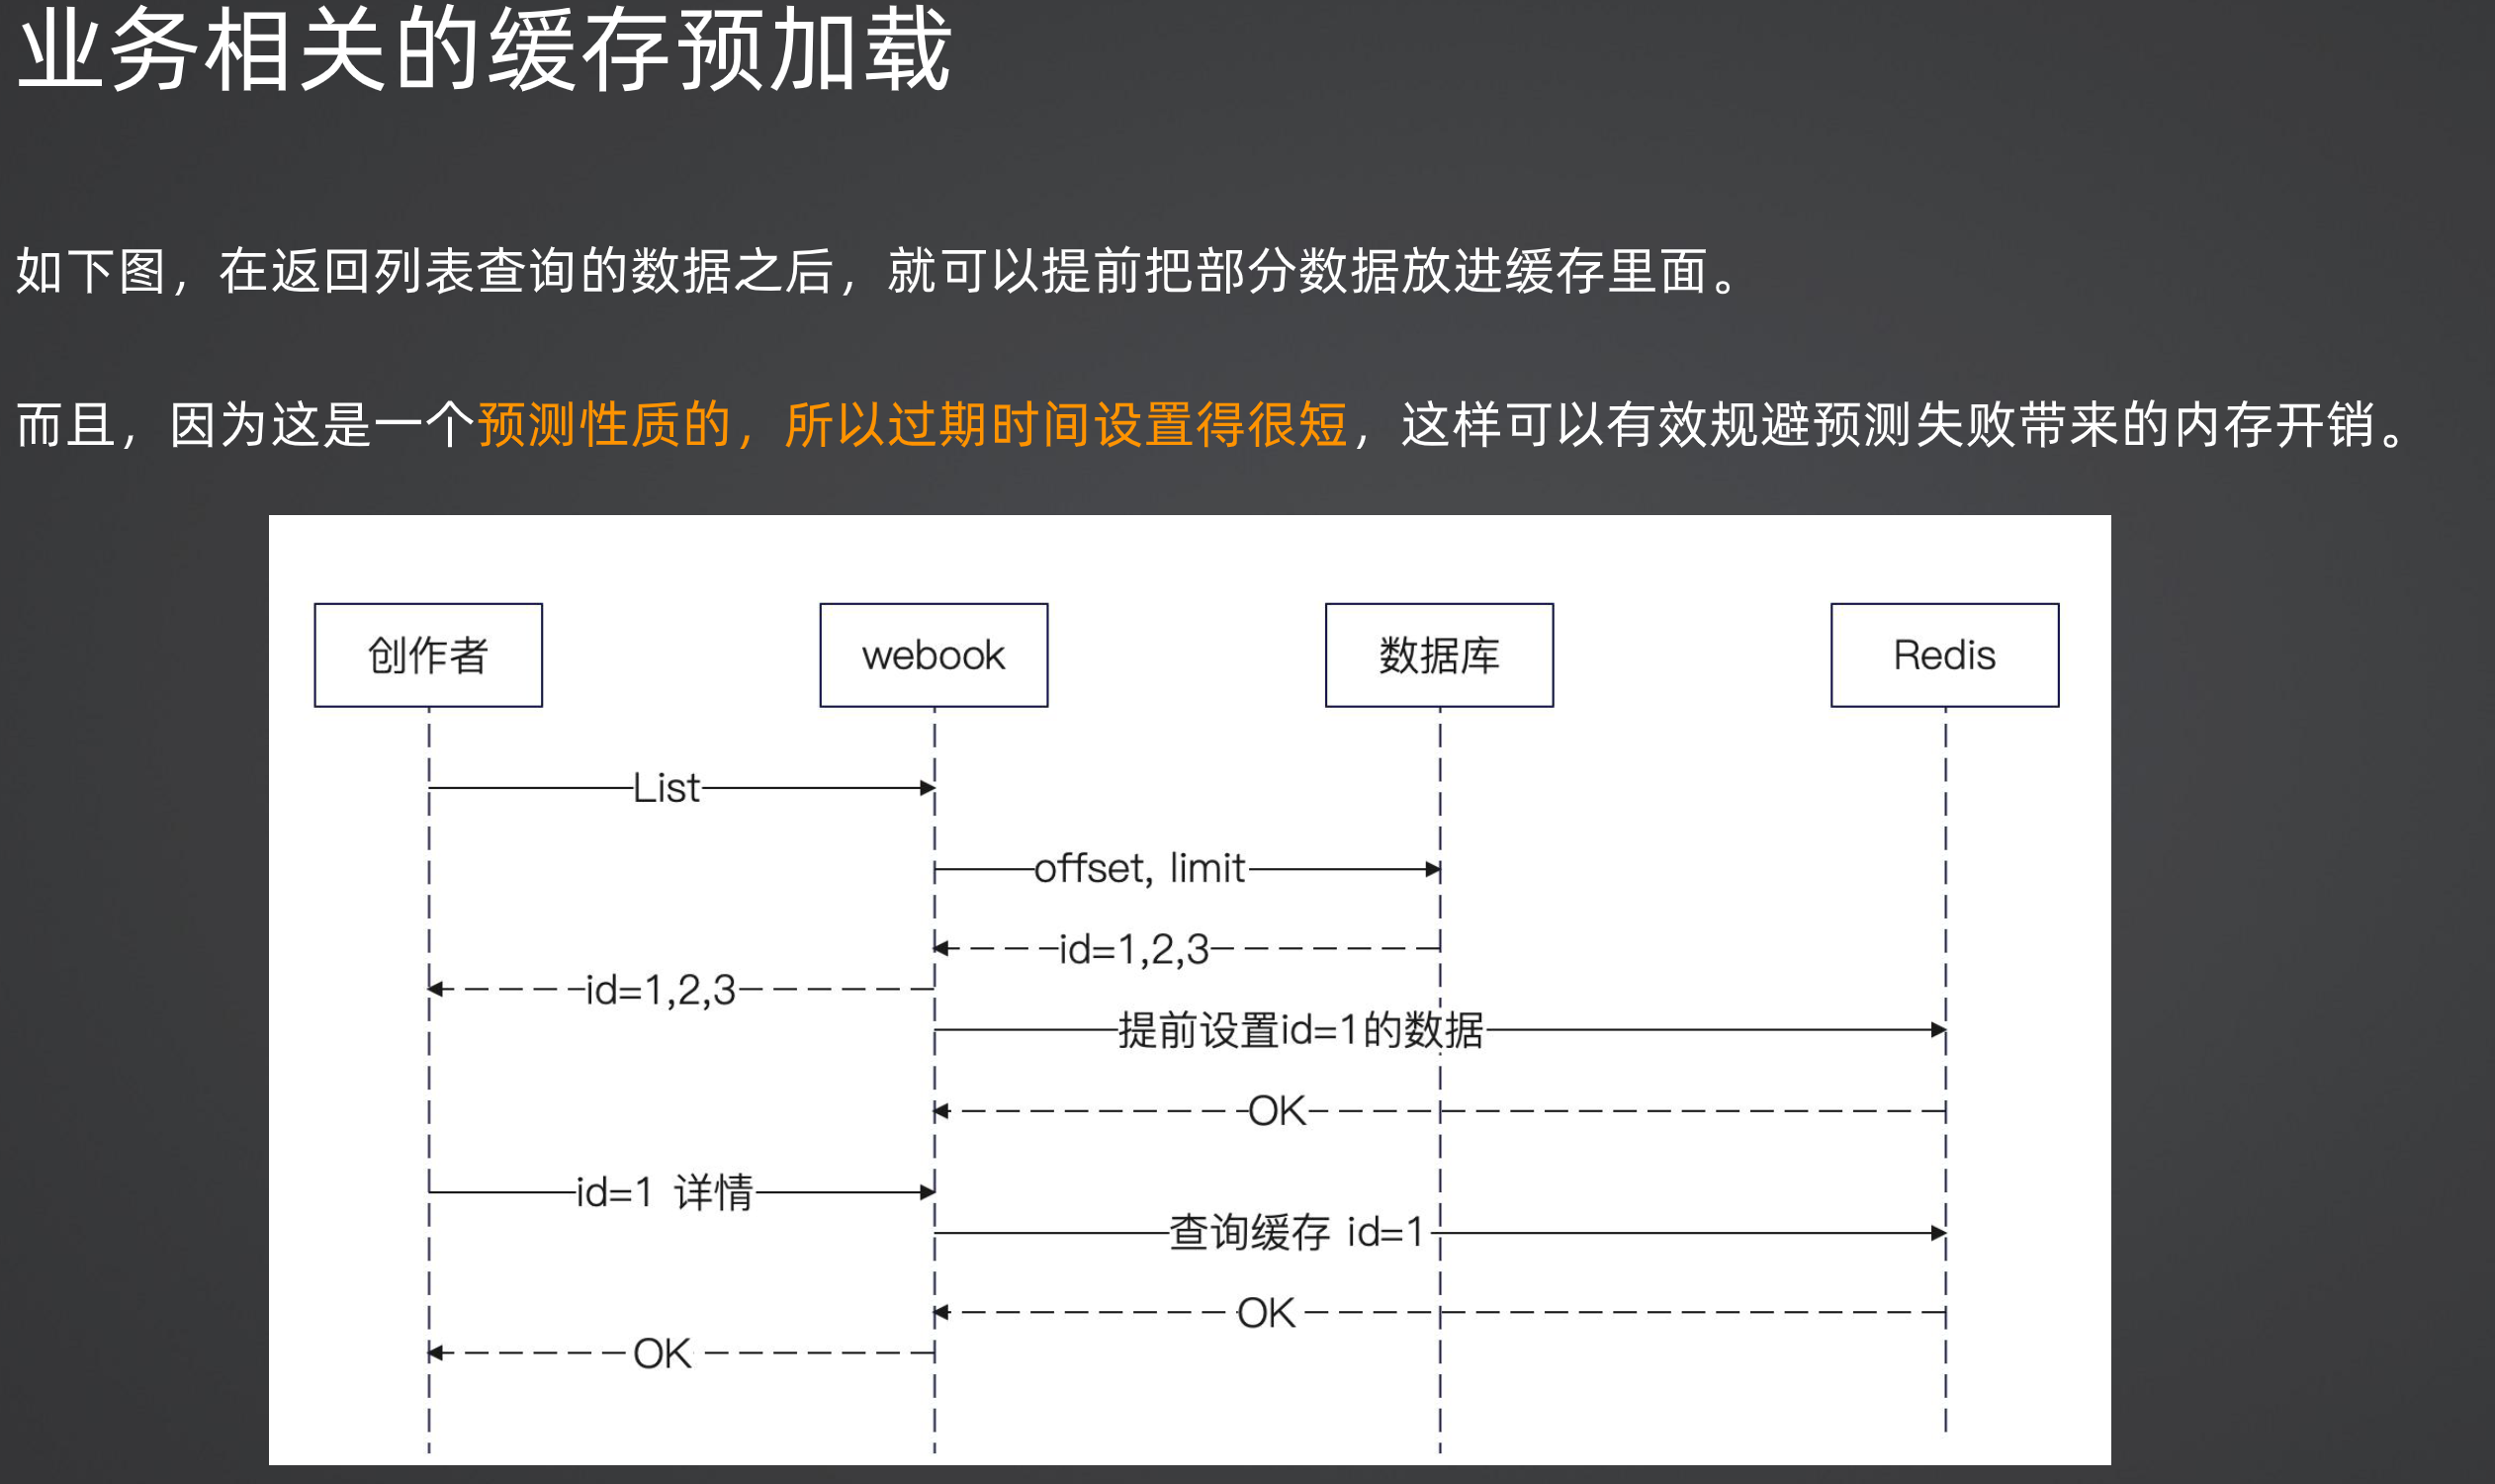 业务相关的缓存预加载
如下图，在返回列表查询的数据之后，就可以提前把部分数据放进缓存里面。
而且，因为这是一个预测性质的，所以过期时间设置得很短，这样可以有效规避预测失败带来的内存开销。
创作者
webook
数据库
Redis
List
offset, limit
id=1,2,3
id=1,2,3
提前设置id=1的数据
OK
id=1 详情
查询缓存 id=1
OK
OK